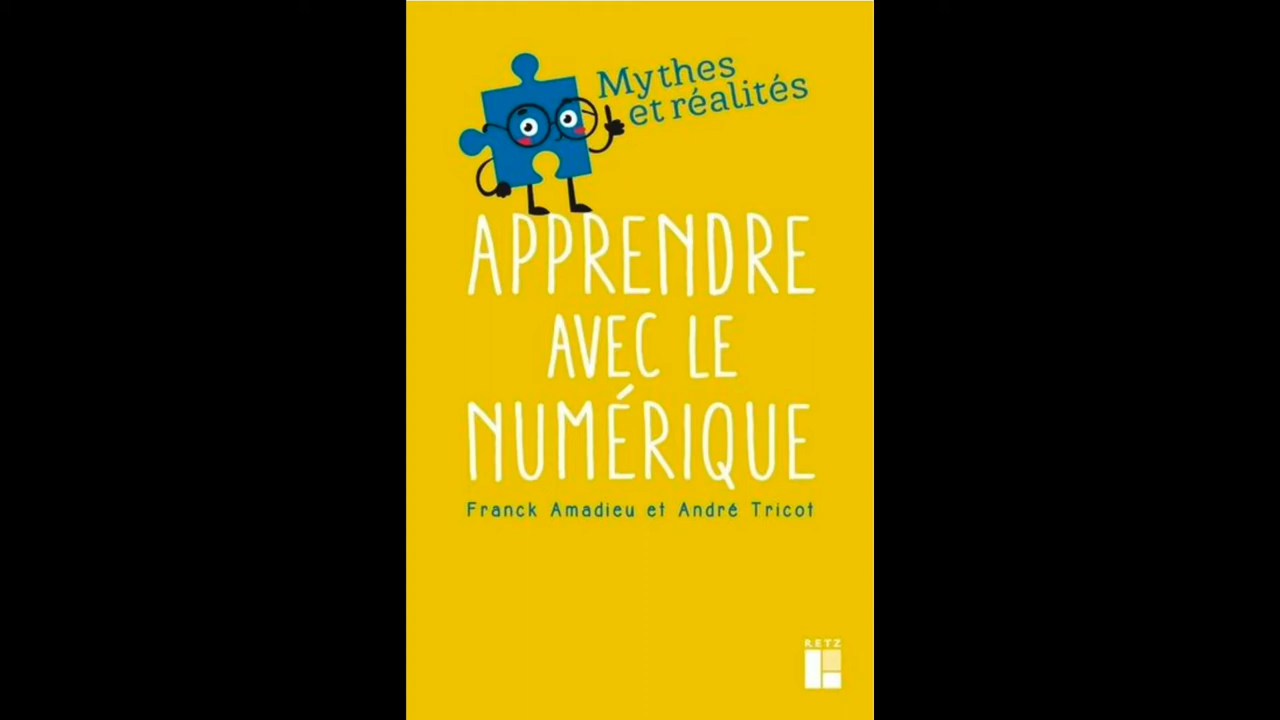 Mythes
et réalités
APPRENDRE
AVEC LE
NUMÉRIQUE
Franck Amadieu et André Tricot
RETZ